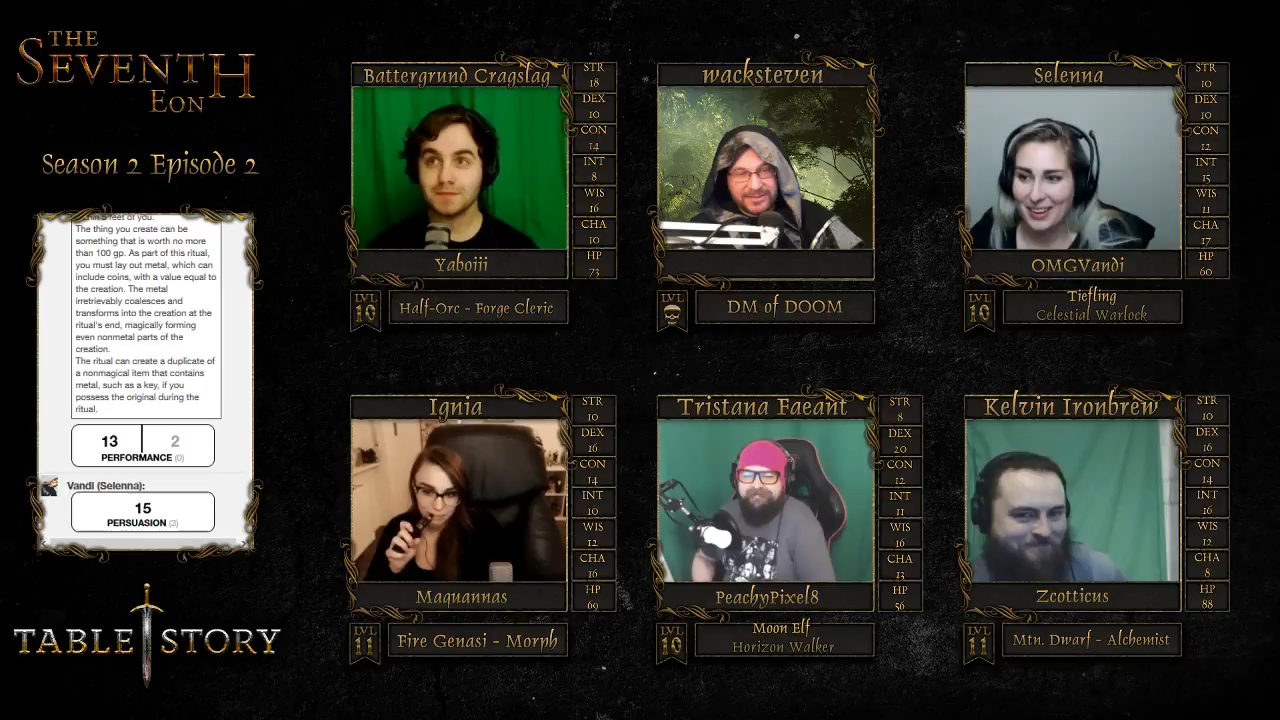 THE
SEVENTH
EON
Season 2 Episode 2
feet of you.
The thing you create can be
something that is worth no more
than 100 gp. As part of this ritual,
you must lay out metal, which can
include coins, with a value equal to
the creation. The metal
irretrievably coalesces and
transforms into the creation at the
ritual's end, magically forming
even nonmetal parts of the
creation.
The ritual can create a duplicate of
a nonmagical item that contains
metal, such as a key, if you
possess the original during the
ritual.
13 2
PERFORMANCE (0)
Vandi (Selenna):
15
PERSUASION (3)
TABLE STORY
Battergrund Cragslag
STR
18
DEX
10
CON
14
INT
8
WIS
16
CHA
10
HP
73
Yaboiii
LVL
10
Half-Orc - Forge Cleric
wacksteven
LVL
DM of DOOM
Selenna
STR
10
DEX
10
CON
12
INT
15
WIS
11
CHA
17
HP
60
OMGVandi
LVL
10
Tiefling
Celestial Warlock
Ignia
STR
10
DEX
16
CON
14
INT
10
WIS
12
CHA
16
HP
69
Maquannas
LVL
11
Fire Genasi - Morph
Tristana Faeant
STR
8
DEX
20
CON
12
INT
11
WIS
16
CHA
13
HP
56
PeachyPixel8
LVL
10
Moon Elf
Horizon Walker
Kelvin Ironbrew
STR
10
DEX
16
CON
14
INT
16
WIS
12
CHA
8
HP
88
Zcotticus
LVL
11
Mtn. Dwarf - Alchemist